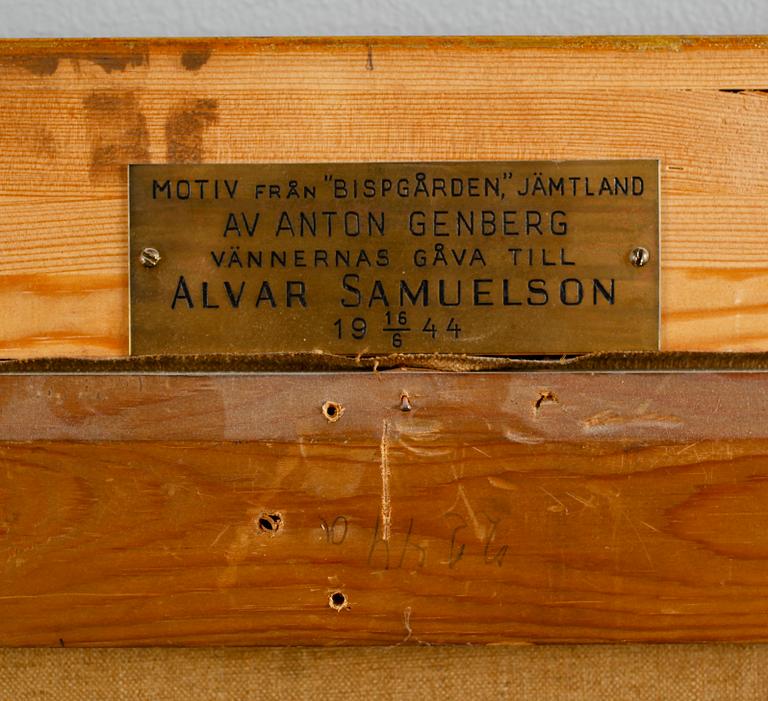 MOTIV FRÅN "BISPGÅRDEN," JÄMTLAND
AV ANTON GENBERG
VÄNNERNAS GÅVA TILL
ALVAR SAMUELSON
19 16/6 44